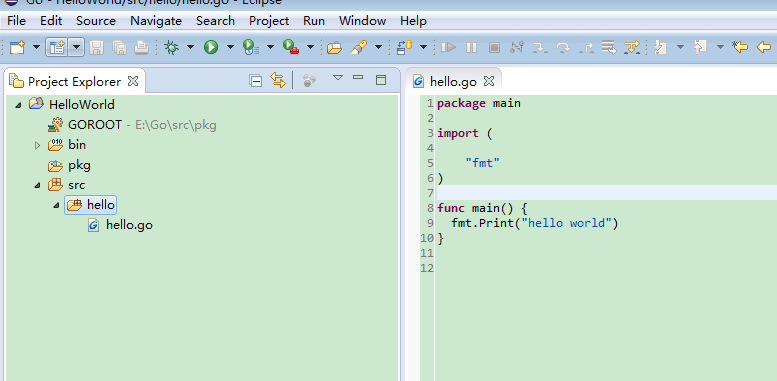 Go - HelloWorld/src/hello/hello.go - Eclipse
File Edit Source Navigate Search Project Run Window Help
Project Explorer
HelloWorld
GOROOT - E:\Go\src\pkg
010
bin
pkg
src
hello
hello.go
hello.go
1 package main
2
3 import (
4
5 "fmt"
6 )
7
8 func main() {
9 fmt.Print("hello world")
10 }
11
12